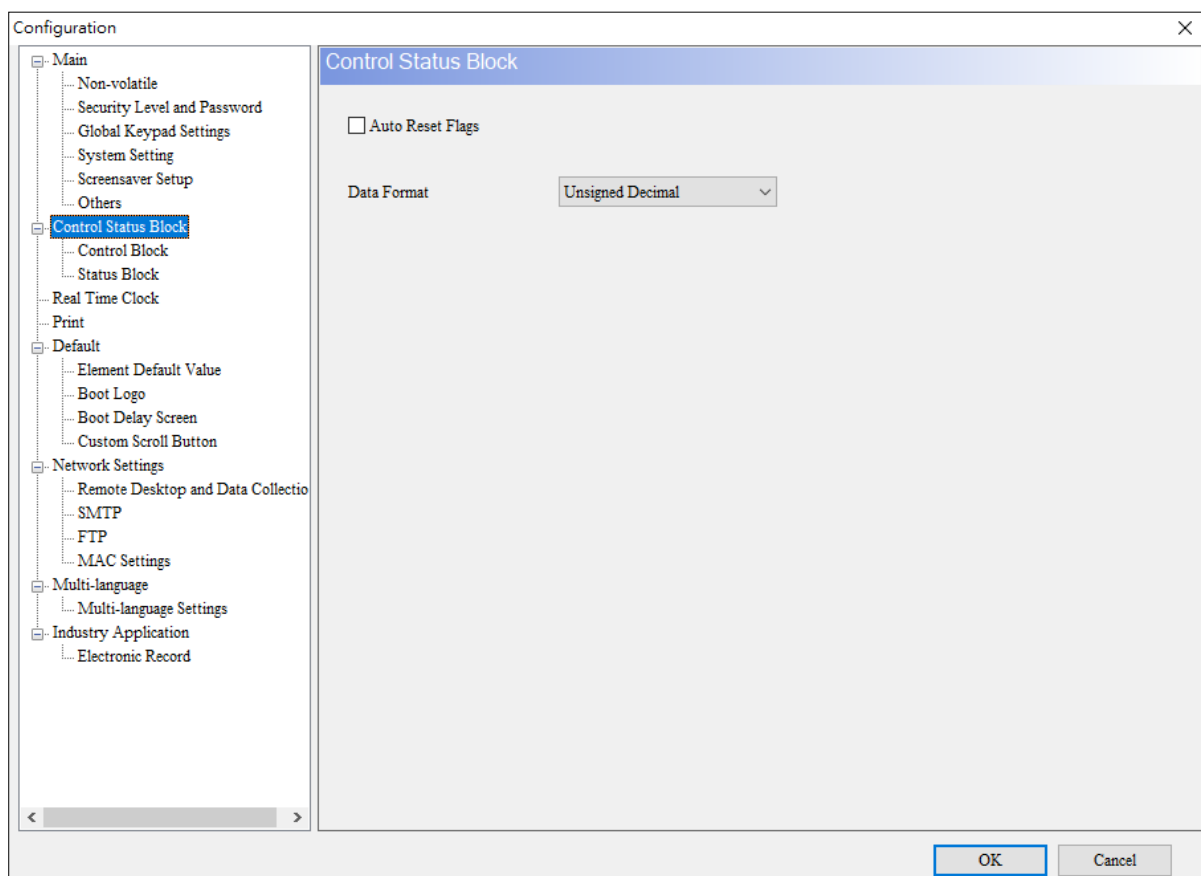 Configuration
Main
Non-volatile
Security Level and Password
Global Keypad Settings
System Setting
Screensaver Setup
Others
Control Status Block
Control Block
Status Block
Real Time Clock
Print
Default
Element Default Value
Boot Logo
Boot Delay Screen
Custom Scroll Button
Network Settings
Remote Desktop and Data Collectio
SMTP
FTP
MAC Settings
Multi-language
Multi-language Settings
Industry Application
Electronic Record
Control Status Block
Auto Reset Flags
Data Format Unsigned Decimal
OK Cancel